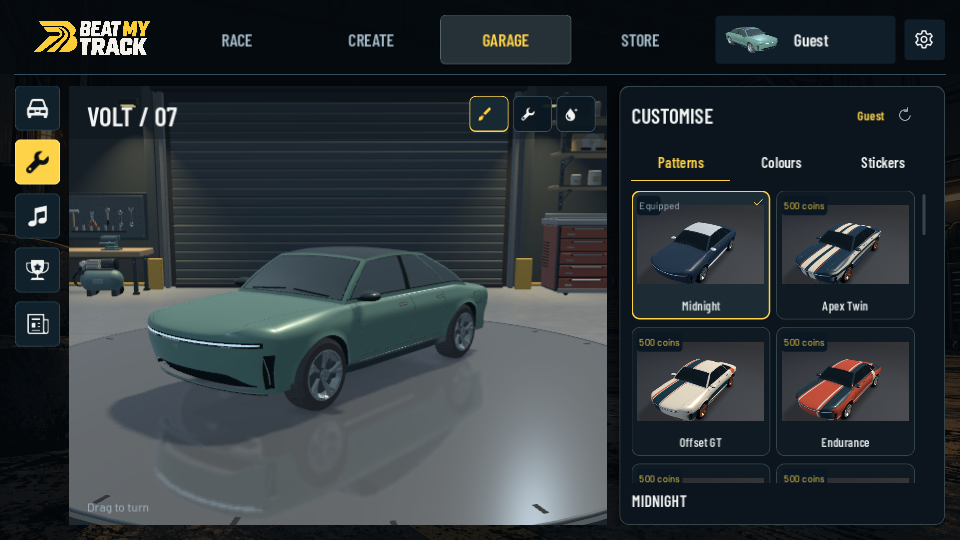 BEAT MY
TRACK
RACE
CREATE
GARAGE
STORE
Guest
VOLT / 07
CUSTOMISE
Guest
Patterns
Colours
Stickers
Equipped
Midnight
500 coins
Apex Twin
500 coins
Offset GT
500 coins
Endurance
500 coins
500 coins
MIDNIGHT
Drag to turn